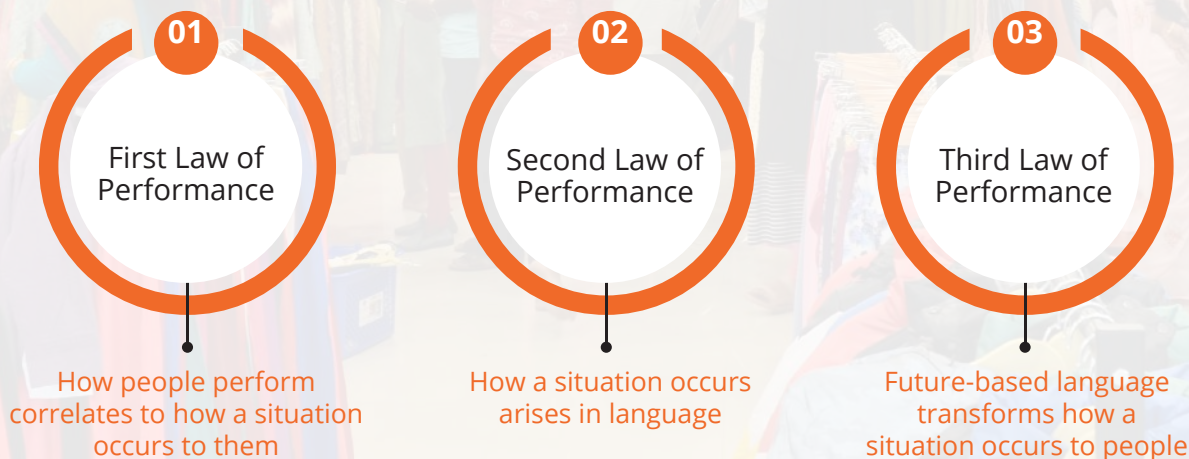 01
First Law of
Performance
How people perform
correlates to how a situation
occurs to them
02
Second Law of
Performance
How a situation occurs
arises in language
03
Third Law of
Performance
Future-based language
transforms how a
situation occurs to people